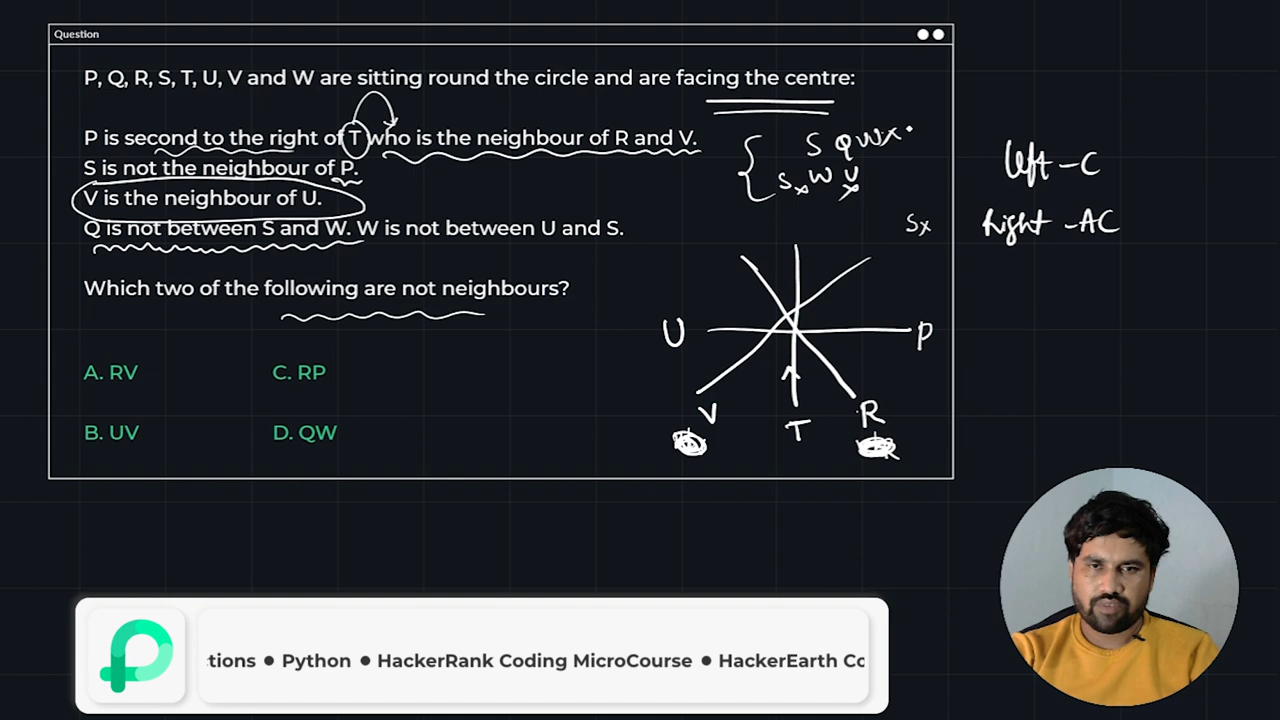 Question
P, Q, R, S, T, U, V and W are sitting round the circle and are facing the centre:
P is second to the right of T who is the neighbour of R and V.
S is not the neighbour of P.
V is the neighbour of U.
Q is not between S and W. W is not between U and S.
Which two of the following are not neighbours?
A. RV
C. RP
B. UV
D. QW
S Q W x
S x W U x
S x
left - C
Right - AC
U
P
V
T
R
tions • Python • HackerRank Coding MicroCourse • HackerEarth Co